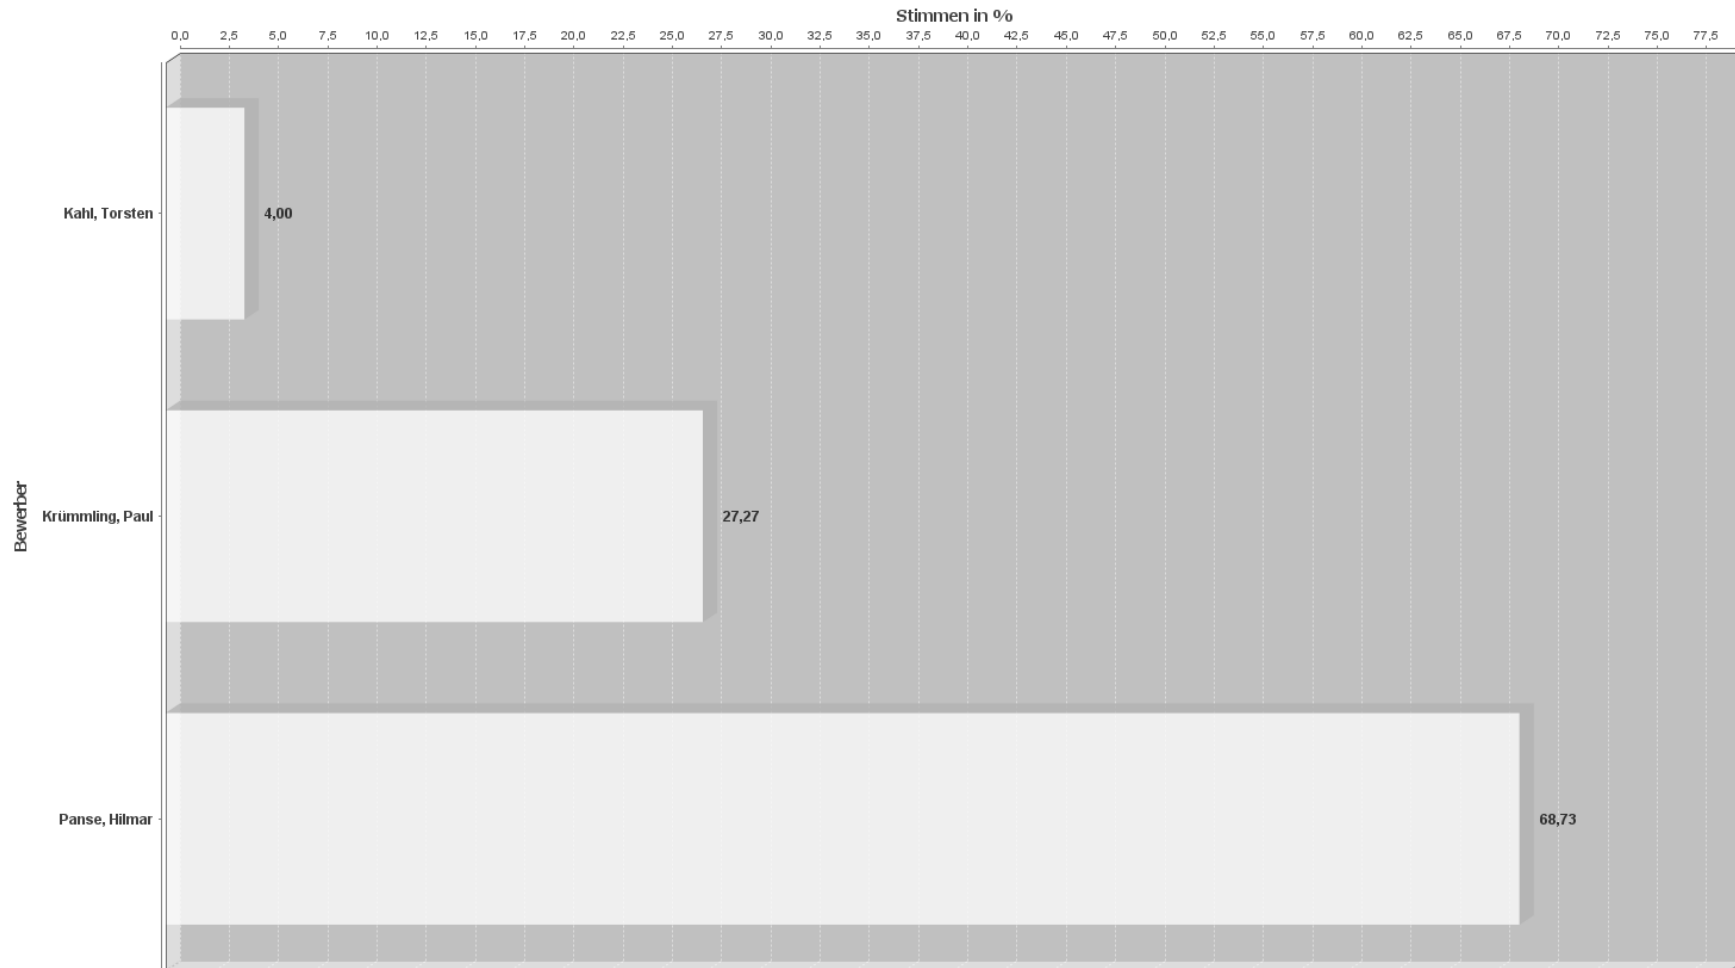 Stimmen in %
0,0 2,5 5,0 7,5 10,0 12,5 15,0 17,5 20,0 22,5 25,0 27,5 30,0 32,5 35,0 37,5 40,0 42,5 45,0 47,5 50,0 52,5 55,0 57,5 60,0 62,5 65,0 67,5 70,0 72,5 75,0 77,5
Kahl, Torsten 4,00
Bewerber
Krümmling, Paul 27,27
Panse, Hilmar 68,73